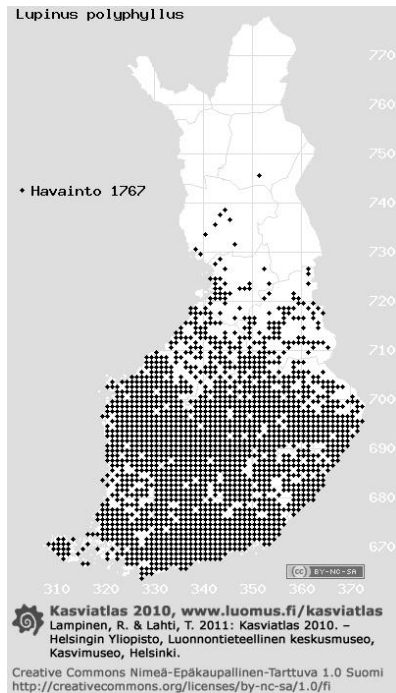 Lupinus polyphyllus
770
760
750
Havainto 1767
740
730
720
710
700
690
680
670
310 320 330 340 350 360 370
(cc) BY-NC-SA
Kasviatlas 2010, www.luomus.fi/kasviatlas
Lampinen, R. & Lahti, T. 2011: Kasviatlas 2010. –
Helsingin Yliopisto, Luonnontieteellinen keskusmuseo,
Kasvimuseo, Helsinki.
Creative Commons Nimeä-Epäkaupallinen-Tarttuva 1.0 Suomi
http://creativecommons.org/licenses/by-nc-sa/1.0/fi